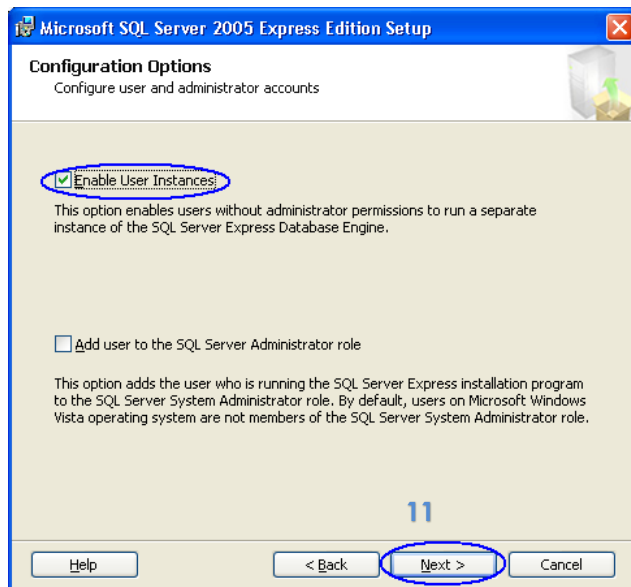 Microsoft SQL Server 2005 Express Edition Setup
Configuration Options
Configure user and administrator accounts
Enable User Instances
This option enables users without administrator permissions to run a separate
instance of the SQL Server Express Database Engine.
Add user to the SQL Server Administrator role
This option adds the user who is running the SQL Server Express installation program
to the SQL Server System Administrator role. By default, users on Microsoft Windows
Vista operating system are not members of the SQL Server System Administrator role.
11
Help
< Back
Next >
Cancel